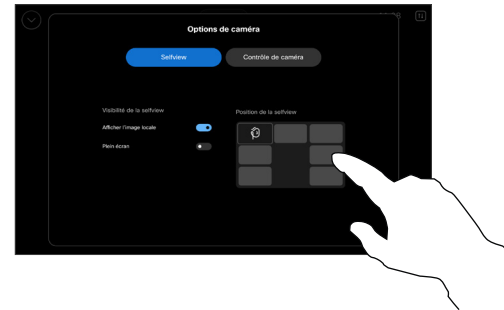 Options de caméra
Selfview
Contrôle de caméra
Visibilité de la selfview
Position de la selfview
Afficher l'image locale
Plein écran